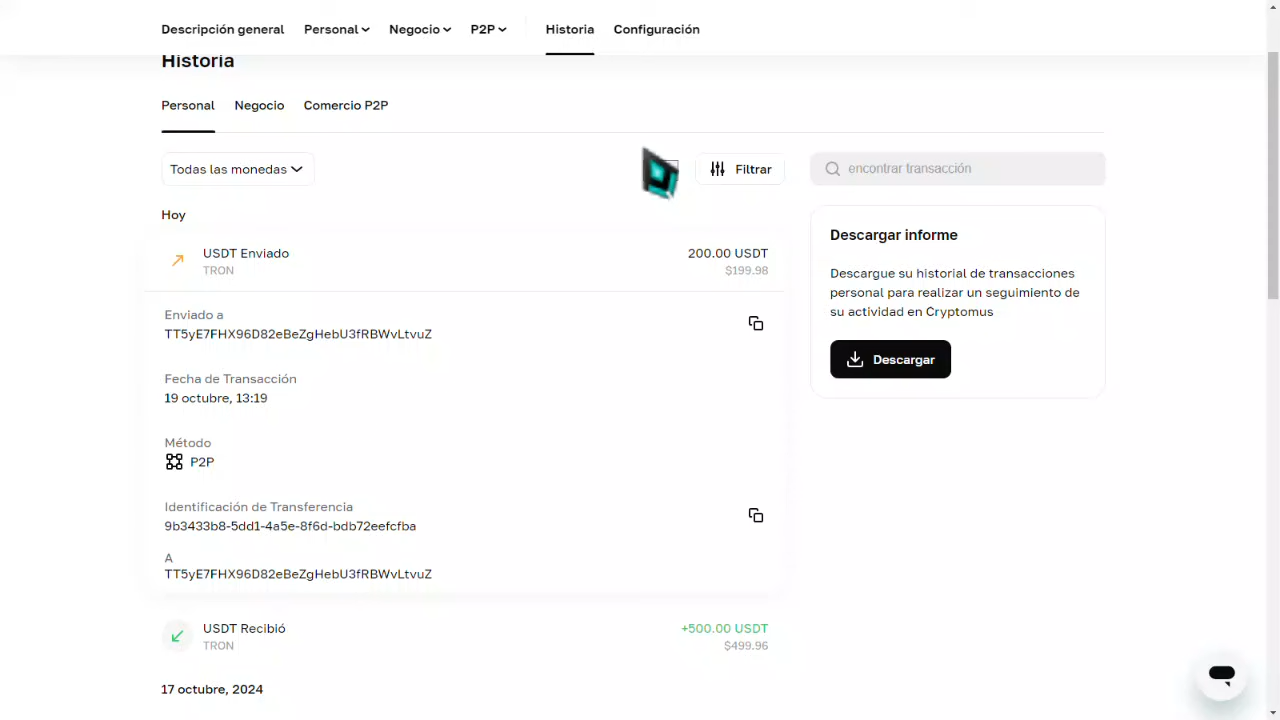 Descripción general Personal Negocio P2P Historia Configuración
Historia
Personal Negocio Comercio P2P
Todas las monedas Filtrar encontrar transacción
Hoy
USDT Enviado 200.00 USDT
TRON $199.98
Enviado a
TT5yE7FHX96D82eBeZgHebU3fRBWvLtvuZ
Fecha de Transacción
19 octubre, 13:19
Método
P2P
Identificación de Transferencia
9b3433b8-5dd1-4a5e-8f6d-bdb72eefcfba
A
TT5yE7FHX96D82eBeZgHebU3fRBWvLtvuZ
USDT Recibió +500.00 USDT
TRON $499.96
17 octubre, 2024
Descargar informe
Descargue su historial de transacciones
personal para realizar un seguimiento de
su actividad en Cryptomus
Descargar